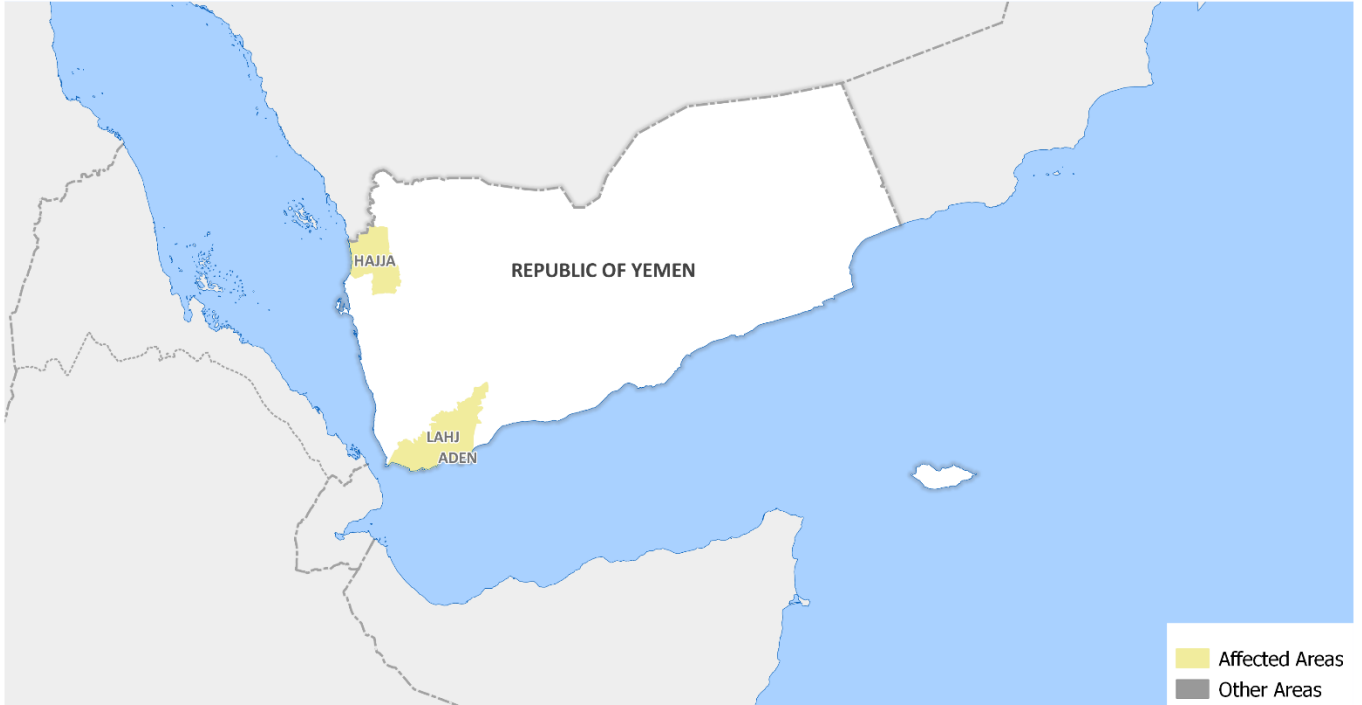 HAJJA
REPUBLIC OF YEMEN
LAHJ
ADEN
Affected Areas
Other Areas